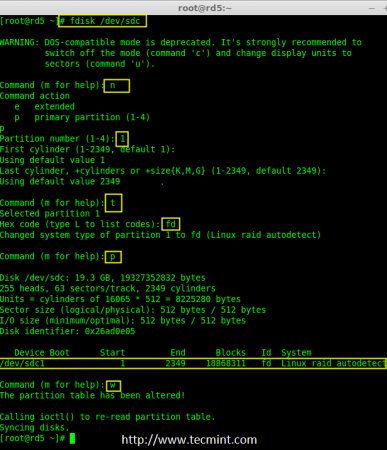 root@rd5:~
[root@rd5 ~]# fdisk /dev/sdc
WARNING: DOS-compatible mode is deprecated. It's strongly recommended to
switch off the mode (command 'c') and change display units to
sectors (command 'u').
Command (m for help): n
Command action
e   extended
p   primary partition (1-4)
p
Partition number (1-4): 1
First cylinder (1-2349, default 1):
Using default value 1
Last cylinder, +cylinders or +size{K,M,G} (1-2349, default 2349):
Using default value 2349
Command (m for help): t
Selected partition 1
Hex code (type L to list codes): fd
Changed system type of partition 1 to fd (Linux raid autodetect)
Command (m for help): p
Disk /dev/sdc: 19.3 GB, 19327352832 bytes
255 heads, 63 sectors/track, 2349 cylinders
Units = cylinders of 16065 * 512 = 8225280 bytes
Sector size (logical/physical): 512 bytes / 512 bytes
I/O size (minimum/optimal): 512 bytes / 512 bytes
Disk identifier: 0x26ad0e05
Device Boot      Start         End      Blocks   Id  System
/dev/sdc1               1        2349    18868311   fd  Linux raid autodetect
Command (m for help): w
The partition table has been altered!
Calling ioctl() to re-read partition table.
Syncing disks.
[root@rd5 ~]#
http://www.tecmint.com